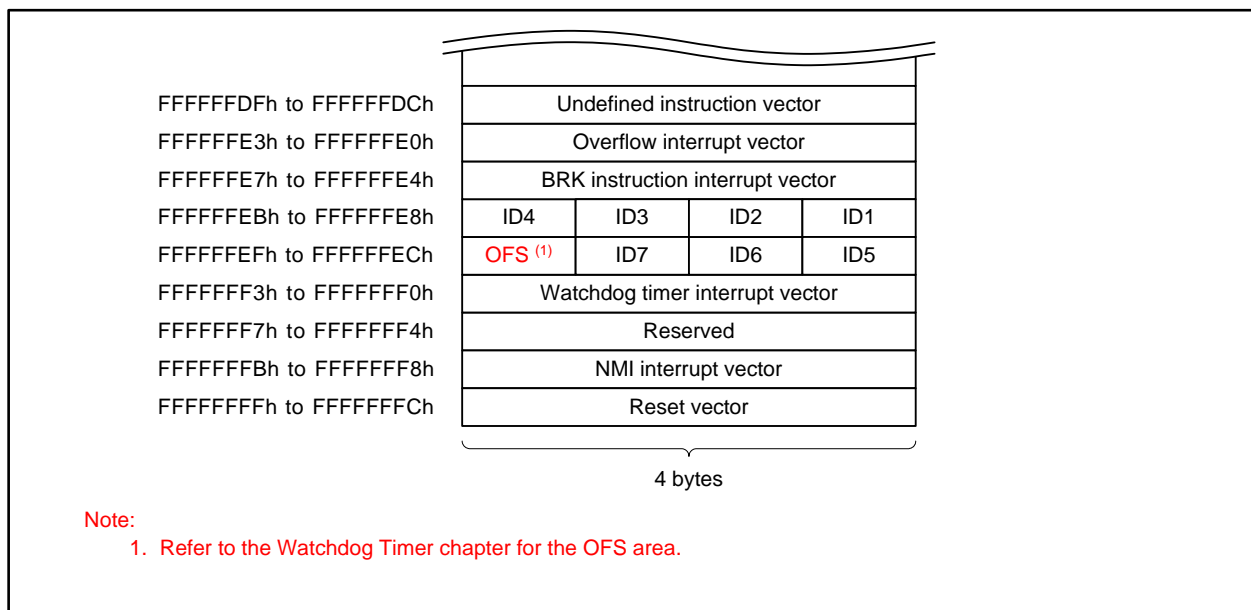 FFFFFFDFh to FFFFFFDCh Undefined instruction vector
FFFFFFE3h to FFFFFFE0h Overflow interrupt vector
FFFFFFE7h to FFFFFFE4h BRK instruction interrupt vector
FFFFFFEBh to FFFFFFE8h ID4 ID3 ID2 ID1
FFFFFFEFh to FFFFFFECh OFS (1) ID7 ID6 ID5
FFFFFFF3h to FFFFFFF0h Watchdog timer interrupt vector
FFFFFFF7h to FFFFFFF4h Reserved
FFFFFFFBh to FFFFFFF8h NMI interrupt vector
FFFFFFFFh to FFFFFFFCh Reset vector
4 bytes
Note:
1. Refer to the Watchdog Timer chapter for the OFS area.